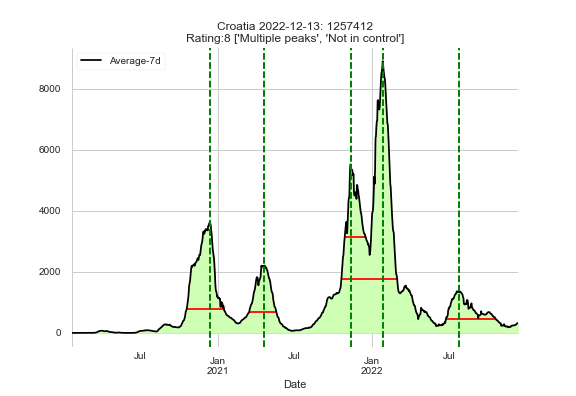 Croatia 2022-12-13: 1257412
Rating:8 ['Multiple peaks', 'Not in control']
Average-7d
8000
6000
4000
2000
0
Jul
Jan
2021
Jul
Jan
2022
Jul
Date